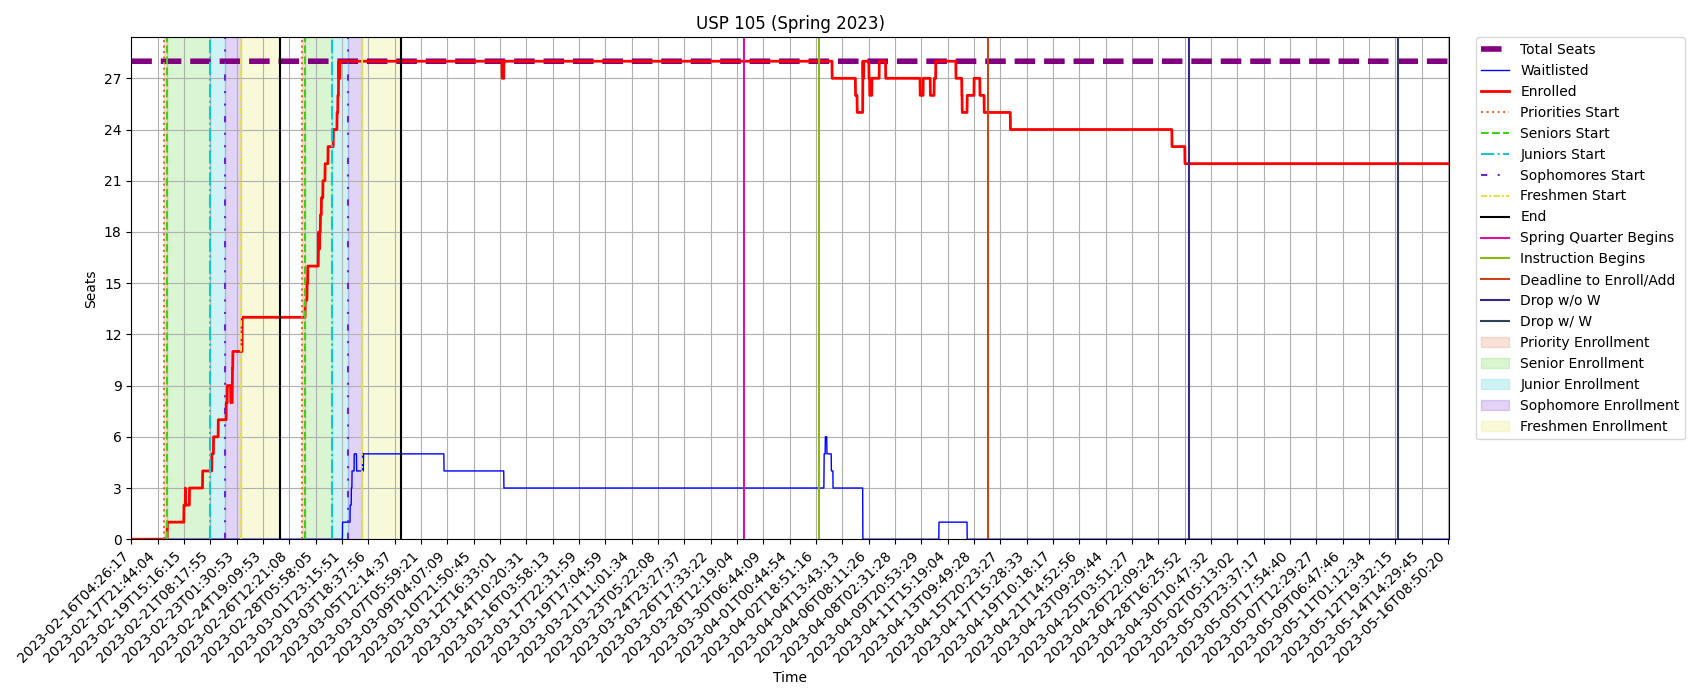 USP 105 (Spring 2023)
Seats
27
24
21
18
15
12
9
6
3
0
2023-02-16T04:26:17
2023-02-17T21:44:04
2023-02-19T15:16:15
2023-02-21T08:17:55
2023-02-23T01:30:53
2023-02-24T19:09:53
2023-02-26T12:21:08
2023-02-28T05:58:05
2023-03-01T23:15:51
2023-03-03T18:37:56
2023-03-05T12:14:37
2023-03-07T05:59:21
2023-03-09T04:07:09
2023-03-10T21:50:45
2023-03-12T16:33:01
2023-03-14T10:20:31
2023-03-16T03:58:13
2023-03-17T22:31:59
2023-03-19T17:04:59
2023-03-21T11:01:34
2023-03-23T05:22:08
2023-03-24T23:27:37
2023-03-26T17:33:22
2023-03-28T12:19:04
2023-03-30T06:44:09
2023-04-01T00:44:54
2023-04-02T18:51:16
2023-04-04T13:43:13
2023-04-06T08:11:26
2023-04-08T02:31:28
2023-04-09T20:53:29
2023-04-11T15:19:04
2023-04-13T09:49:28
2023-04-15T20:23:27
2023-04-17T15:28:33
2023-04-19T10:18:17
2023-04-21T14:52:56
2023-04-23T09:29:44
2023-04-25T03:51:27
2023-04-26T22:09:24
2023-04-28T16:25:52
2023-04-30T10:47:32
2023-05-02T05:13:02
2023-05-03T23:37:17
2023-05-05T17:54:40
2023-05-07T12:29:27
2023-05-09T06:47:46
2023-05-11T01:12:34
2023-05-12T19:32:15
2023-05-14T14:29:45
2023-05-16T08:50:20
Time
Total Seats
Waitlisted
Enrolled
Priorities Start
Seniors Start
Juniors Start
Sophomores Start
Freshmen Start
End
Spring Quarter Begins
Instruction Begins
Deadline to Enroll/Add
Drop w/o W
Drop w/ W
Priority Enrollment
Senior Enrollment
Junior Enrollment
Sophomore Enrollment
Freshmen Enrollment